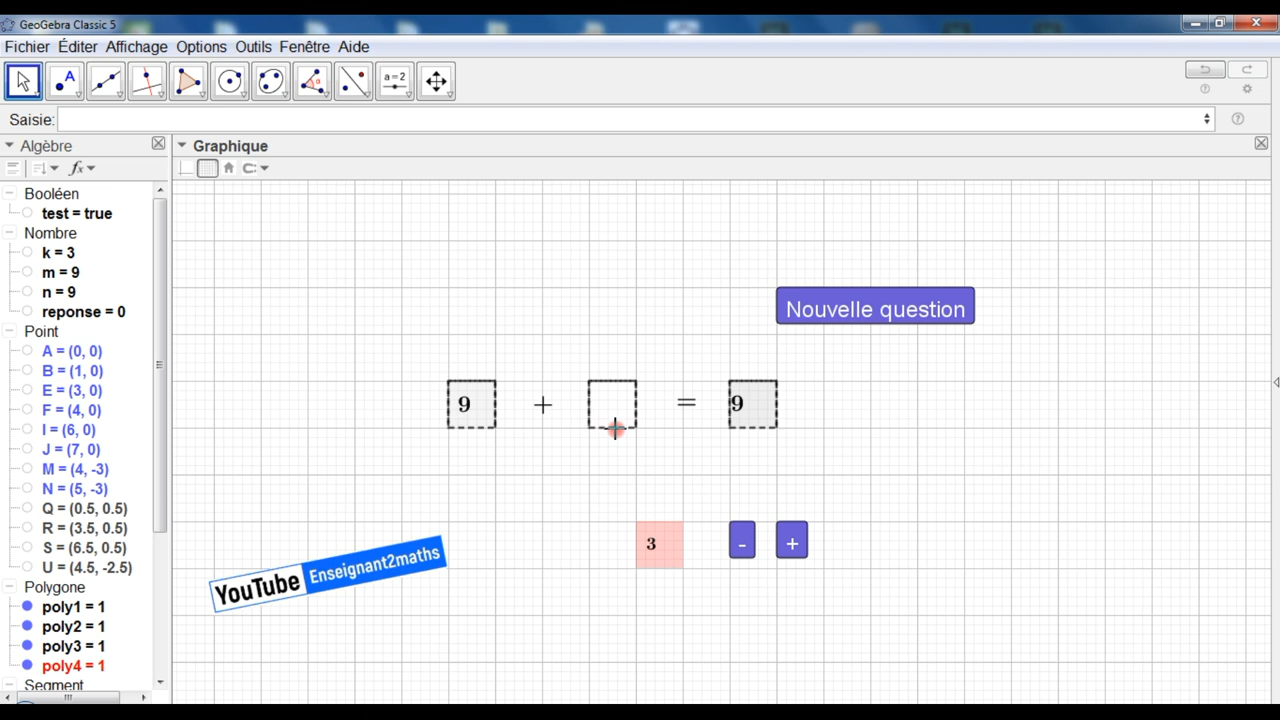 GeoGebra Classic 5
Fichier Éditer Affichage Options Outils Fenêtre Aide
A
α
a=2
Saisie:
Algèbre
Graphique
fx
Booléen
test = true
Nombre
k = 3
m = 9
n = 9
reponse = 0
Point
A = (0, 0)
B = (1, 0)
E = (3, 0)
F = (4, 0)
I = (6, 0)
J = (7, 0)
M = (4, -3)
N = (5, -3)
Q = (0.5, 0.5)
R = (3.5, 0.5)
S = (6.5, 0.5)
U = (4.5, -2.5)
Polygone
poly1 = 1
poly2 = 1
poly3 = 1
poly4 = 1
Segment
Nouvelle question
9 + = 9
3 - +
YouTube Enseignant2maths